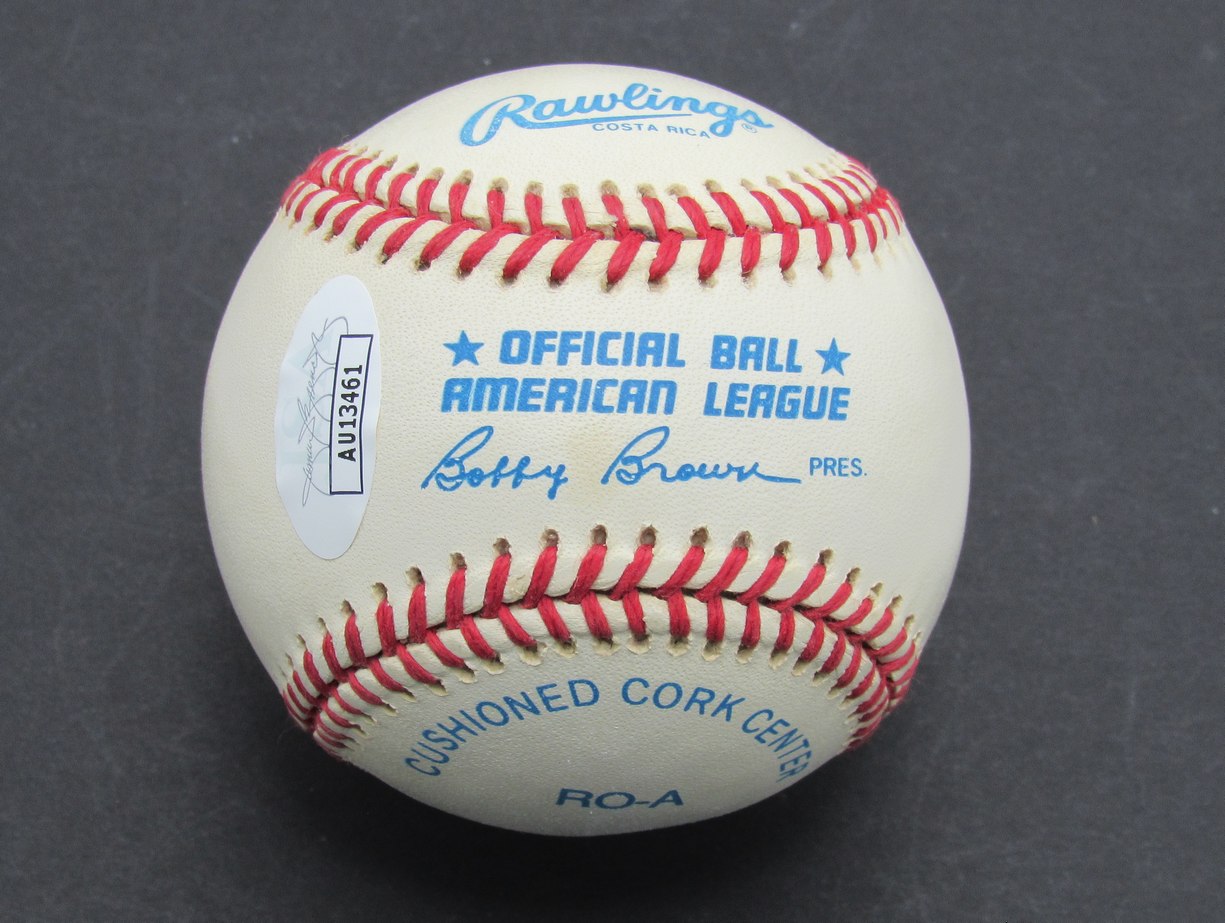 Rawlings®
COSTA RICA
★ OFFICIAL BALL ★
AMERICAN LEAGUE
Bobby Brown PRES.
AU13461
CUSHIONED CORK CENTER
RO-A